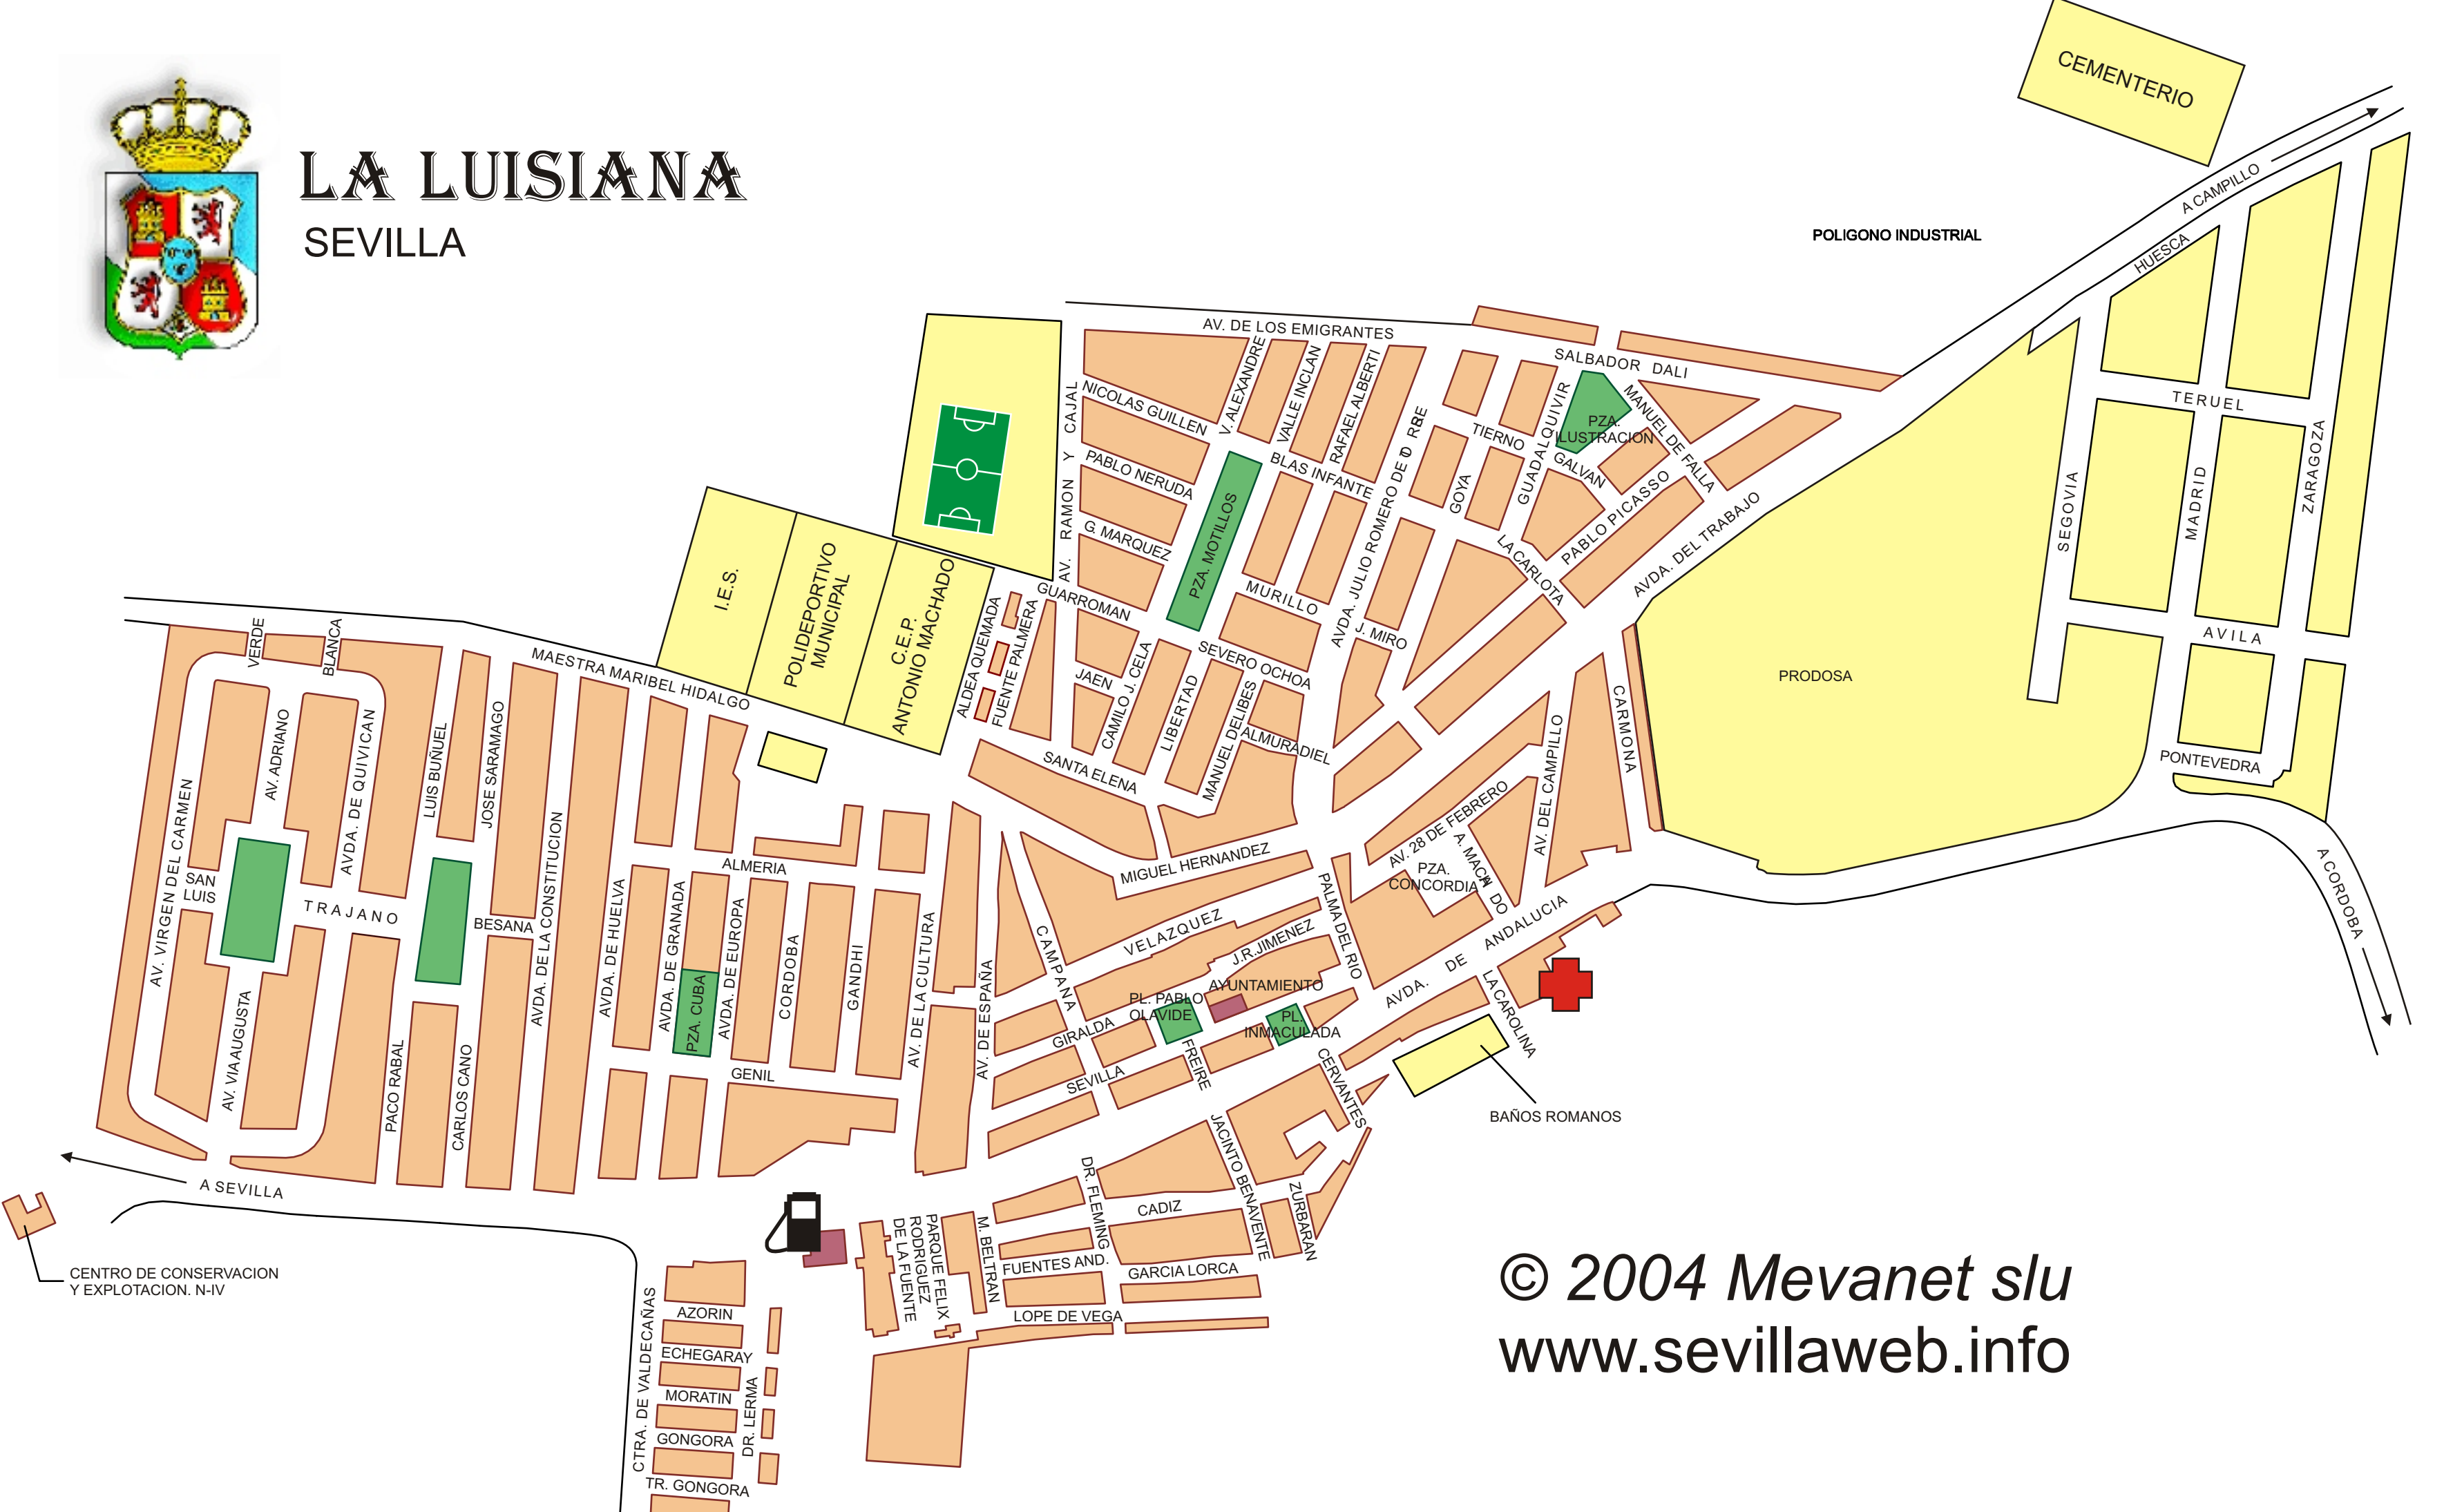 LA LUISIANA
SEVILLA
CEMENTERIO
A CAMPILLO
HUESCA
POLIGONO INDUSTRIAL
AV. DE LOS EMIGRANTES
SALBADOR DALI
TERUEL
SEGOVIA
MADRID
ZARAGOZA
AVILA
PONTEVEDRA
PRODOSA
A CORDOBA
AV. RAMON Y CAJAL
NICOLAS GUILLEN
V. ALEXANDRE
VALLE INCLAN
RAFAEL ALBERTI
PABLO NERUDA
BLAS INFANTE
G. MARQUEZ
PZA. MOTILLOS
GUARROMAN
MURILLO
AVDA. JULIO ROMERO DE
GOYA
TIERNO
GALVAN
GUADALQUIVIR
PZA.
ILUSTRACION
MANUEL DE FALLA
PABLO PICASSO
LA CARLOTA
AVDA. DEL TRABAJO
J. MIRO
SEVERO OCHOA
JAEN
CAMILO J. CELA
LIBERTAD
MANUEL DELIBES
ALMURADIEL
SANTA ELENA
ALDEA QUEMADA
FUENTE PALMERA
I.E.S.
POLIDEPORTIVO
MUNICIPAL
C.E.P.
ANTONIO MACHADO
MAESTRA MARIBEL HIDALGO
VERDE
BLANCA
AV. ADRIANO
AVDA. DE QUIVICAN
LUIS BUÑUEL
JOSE SARAMAGO
AV. VIRGEN DEL CARMEN
SAN
LUIS
TRAJANO
BESANA
AVDA. DE LA CONSTITUCION
AVDA. DE HUELVA
AVDA. DE GRANADA
PZA. CUBA
AVDA. DE EUROPA
ALMERIA
CORDOBA
GANDHI
AV. DE LA CULTURA
AV. DE ESPAÑA
GENIL
AV. VIA AUGUSTA
PACO RABAL
CARLOS CANO
A SEVILLA
CENTRO DE CONSERVACION
Y EXPLOTACION. N-IV
CARMONA
AV. DEL CAMPILLO
AV. 28 DE FEBRERO
PZA.
CONCORDIA
MIGUEL HERNANDEZ
VELAZQUEZ
PALMA DEL RIO
J.R.JIMENEZ
CAMPANA
AVDA. DE ANDALUCIA
AYUNTAMIENTO
PL. PABLO
OLAVIDE
PL.
INMACULADA
GIRALDA
SEVILLA
FREIRE
CERVANTES
LA CAROLINA
BAÑOS ROMANOS
JACINTO BENAVENTE
DR. FLEMING
CADIZ
ZURBARAN
FUENTES AND.
GARCIA LORCA
LOPE DE VEGA
M. BELTRAN
PARQUE FELIX
RODRIGUEZ
DE LA FUENTE
CTRA. DE VALDECAÑAS
AZORIN
ECHEGARAY
MORATIN
GONGORA
TR. GONGORA
DR. LERMA
© 2004 Mevanet slu
www.sevillaweb.info